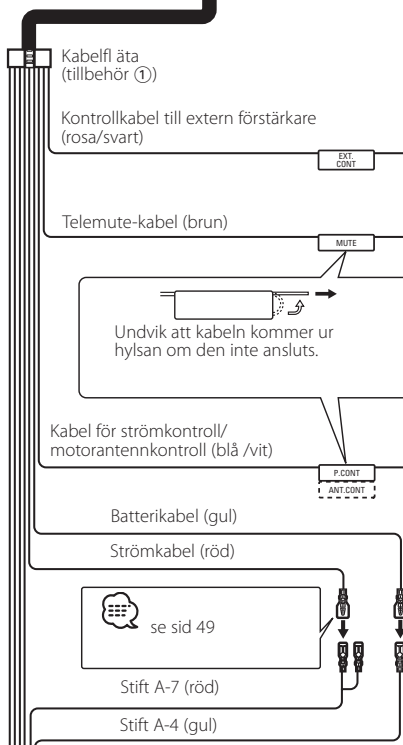 Kabelfl äta
(tillbehör ①)
Kontrollkabel till extern förstärkare
(rosa/svart)
EXT.
CONT
Telemute-kabel (brun)
MUTE
Undvik att kabeln kommer ur
hylsan om den inte ansluts.
Kabel för strömkontroll/
motorantennkontroll (blå /vit)
P.CONT
ANT.CONT
Batterikabel (gul)
Strömkabel (röd)
se sid 49
Stift A-7 (röd)
Stift A-4 (gul)